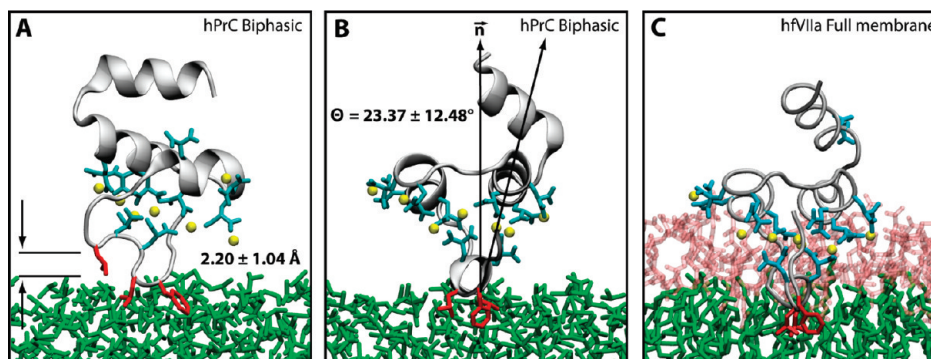 A
hPrC Biphasic
2.20 ± 1.04 Å
B
n
hPrC Biphasic
Θ = 23.37 ± 12.48°
C
hfVIIa Full membrane